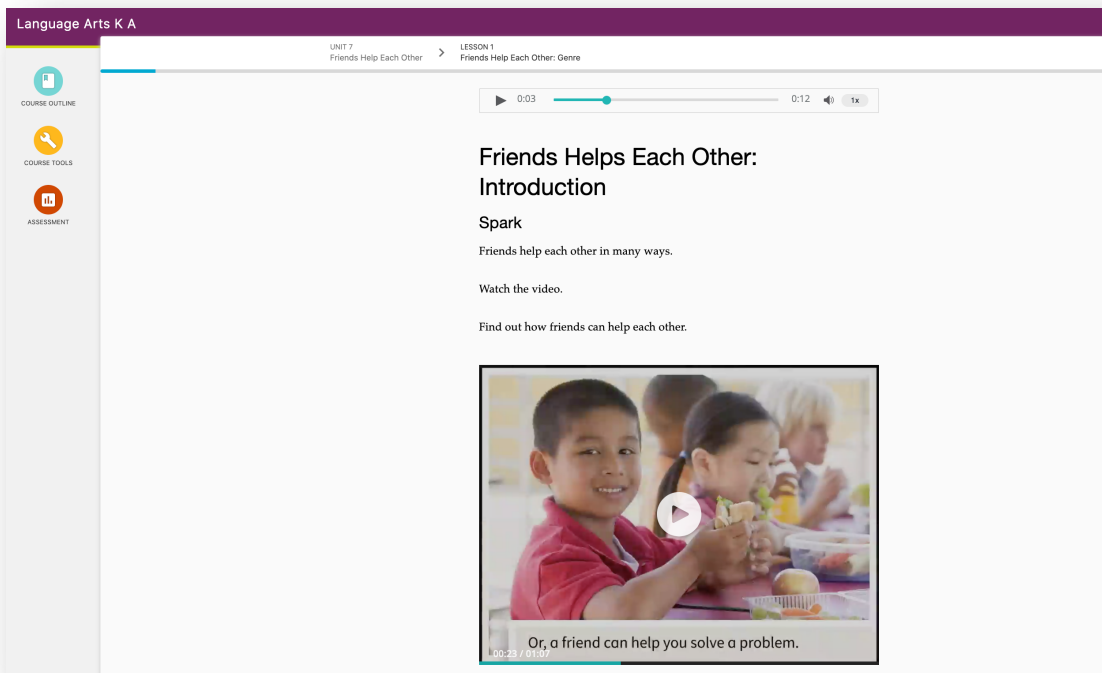 Language Arts K A
UNIT 7
Friends Help Each Other
LESSON 1
Friends Help Each Other: Genre
COURSE OUTLINE
COURSE TOOLS
ASSESSMENT
0:03
0:12
1x
Friends Helps Each Other:
Introduction
Spark
Friends help each other in many ways.
Watch the video.
Find out how friends can help each other.
Or, a friend can help you solve a problem.
00:23 / 01:07